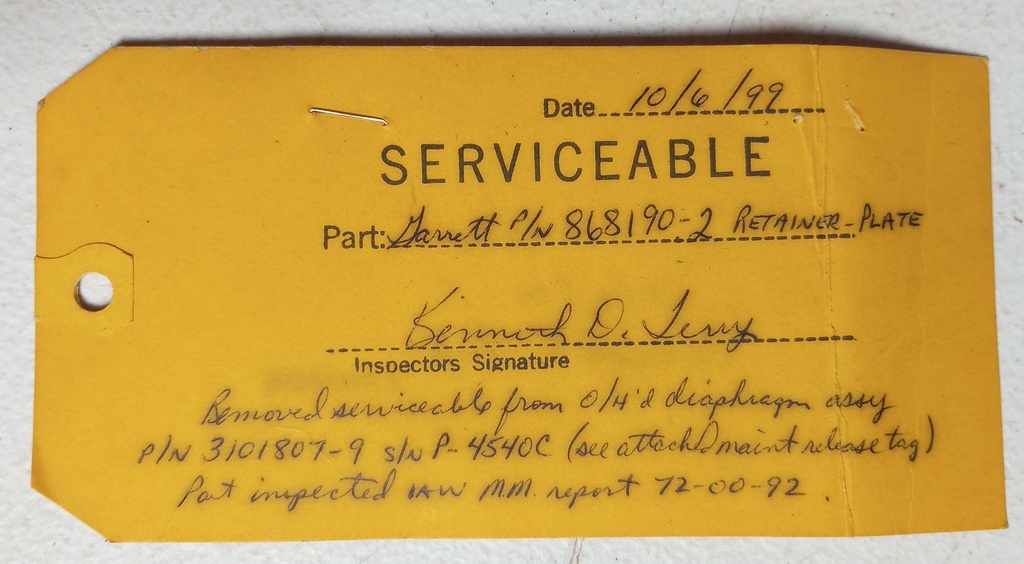 Date 10/6/99
SERVICEABLE
Part: Garrett P/N 868190-2 RETAINER-PLATE
Kenneth D. Terry
Inspectors Signature
Removed serviceable from O/H'd diaphragm assy
P/N 3101807-9 S/N P-4540C (see attached maint release tag)
Part inspected IAW M.M. report 72-00-92.